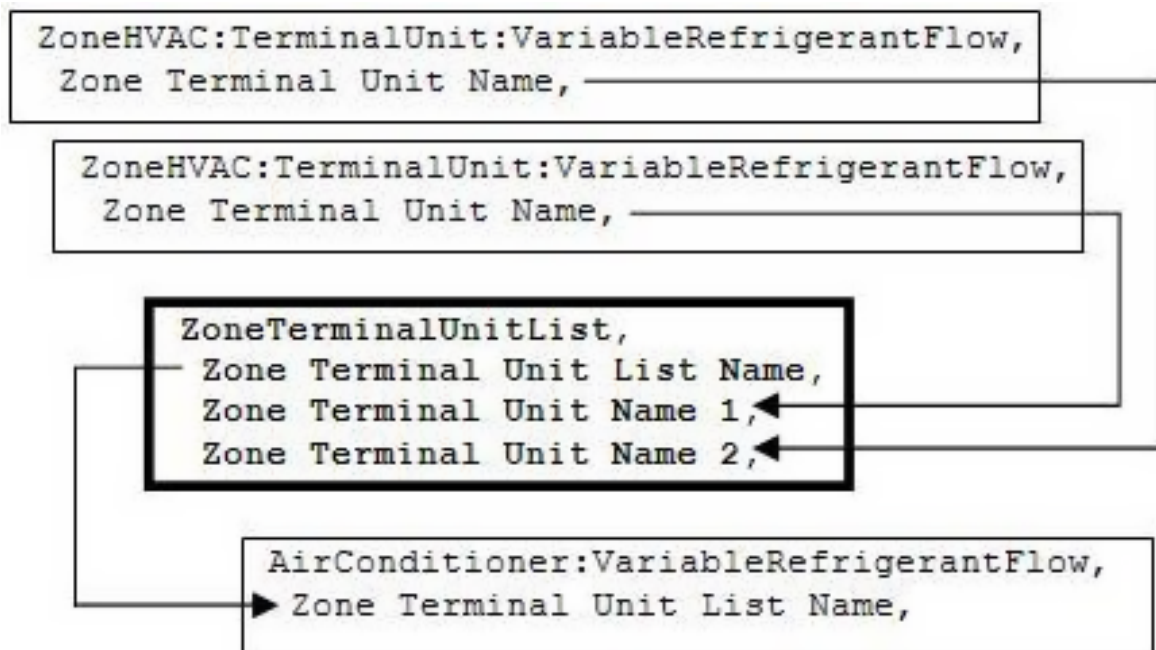 ZoneHVAC:TerminalUnit:VariableRefrigerantFlow,
Zone Terminal Unit Name,
ZoneHVAC:TerminalUnit:VariableRefrigerantFlow,
Zone Terminal Unit Name,
ZoneTerminalUnitList,
Zone Terminal Unit List Name,
Zone Terminal Unit Name 1,
Zone Terminal Unit Name 2,
AirConditioner:VariableRefrigerantFlow,
Zone Terminal Unit List Name,